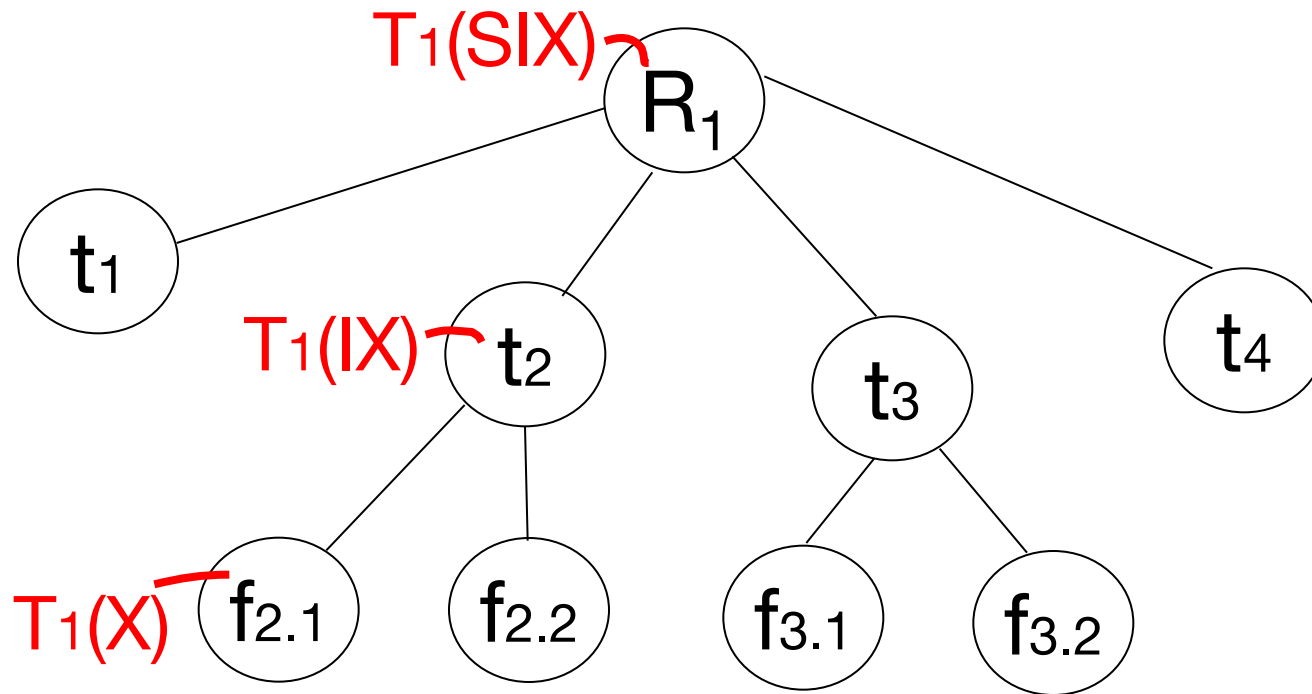 T1(SIX)
R1
t1
T1(IX)
t2
t3
t4
T1(X)
f2.1
f2.2
f3.1
f3.2